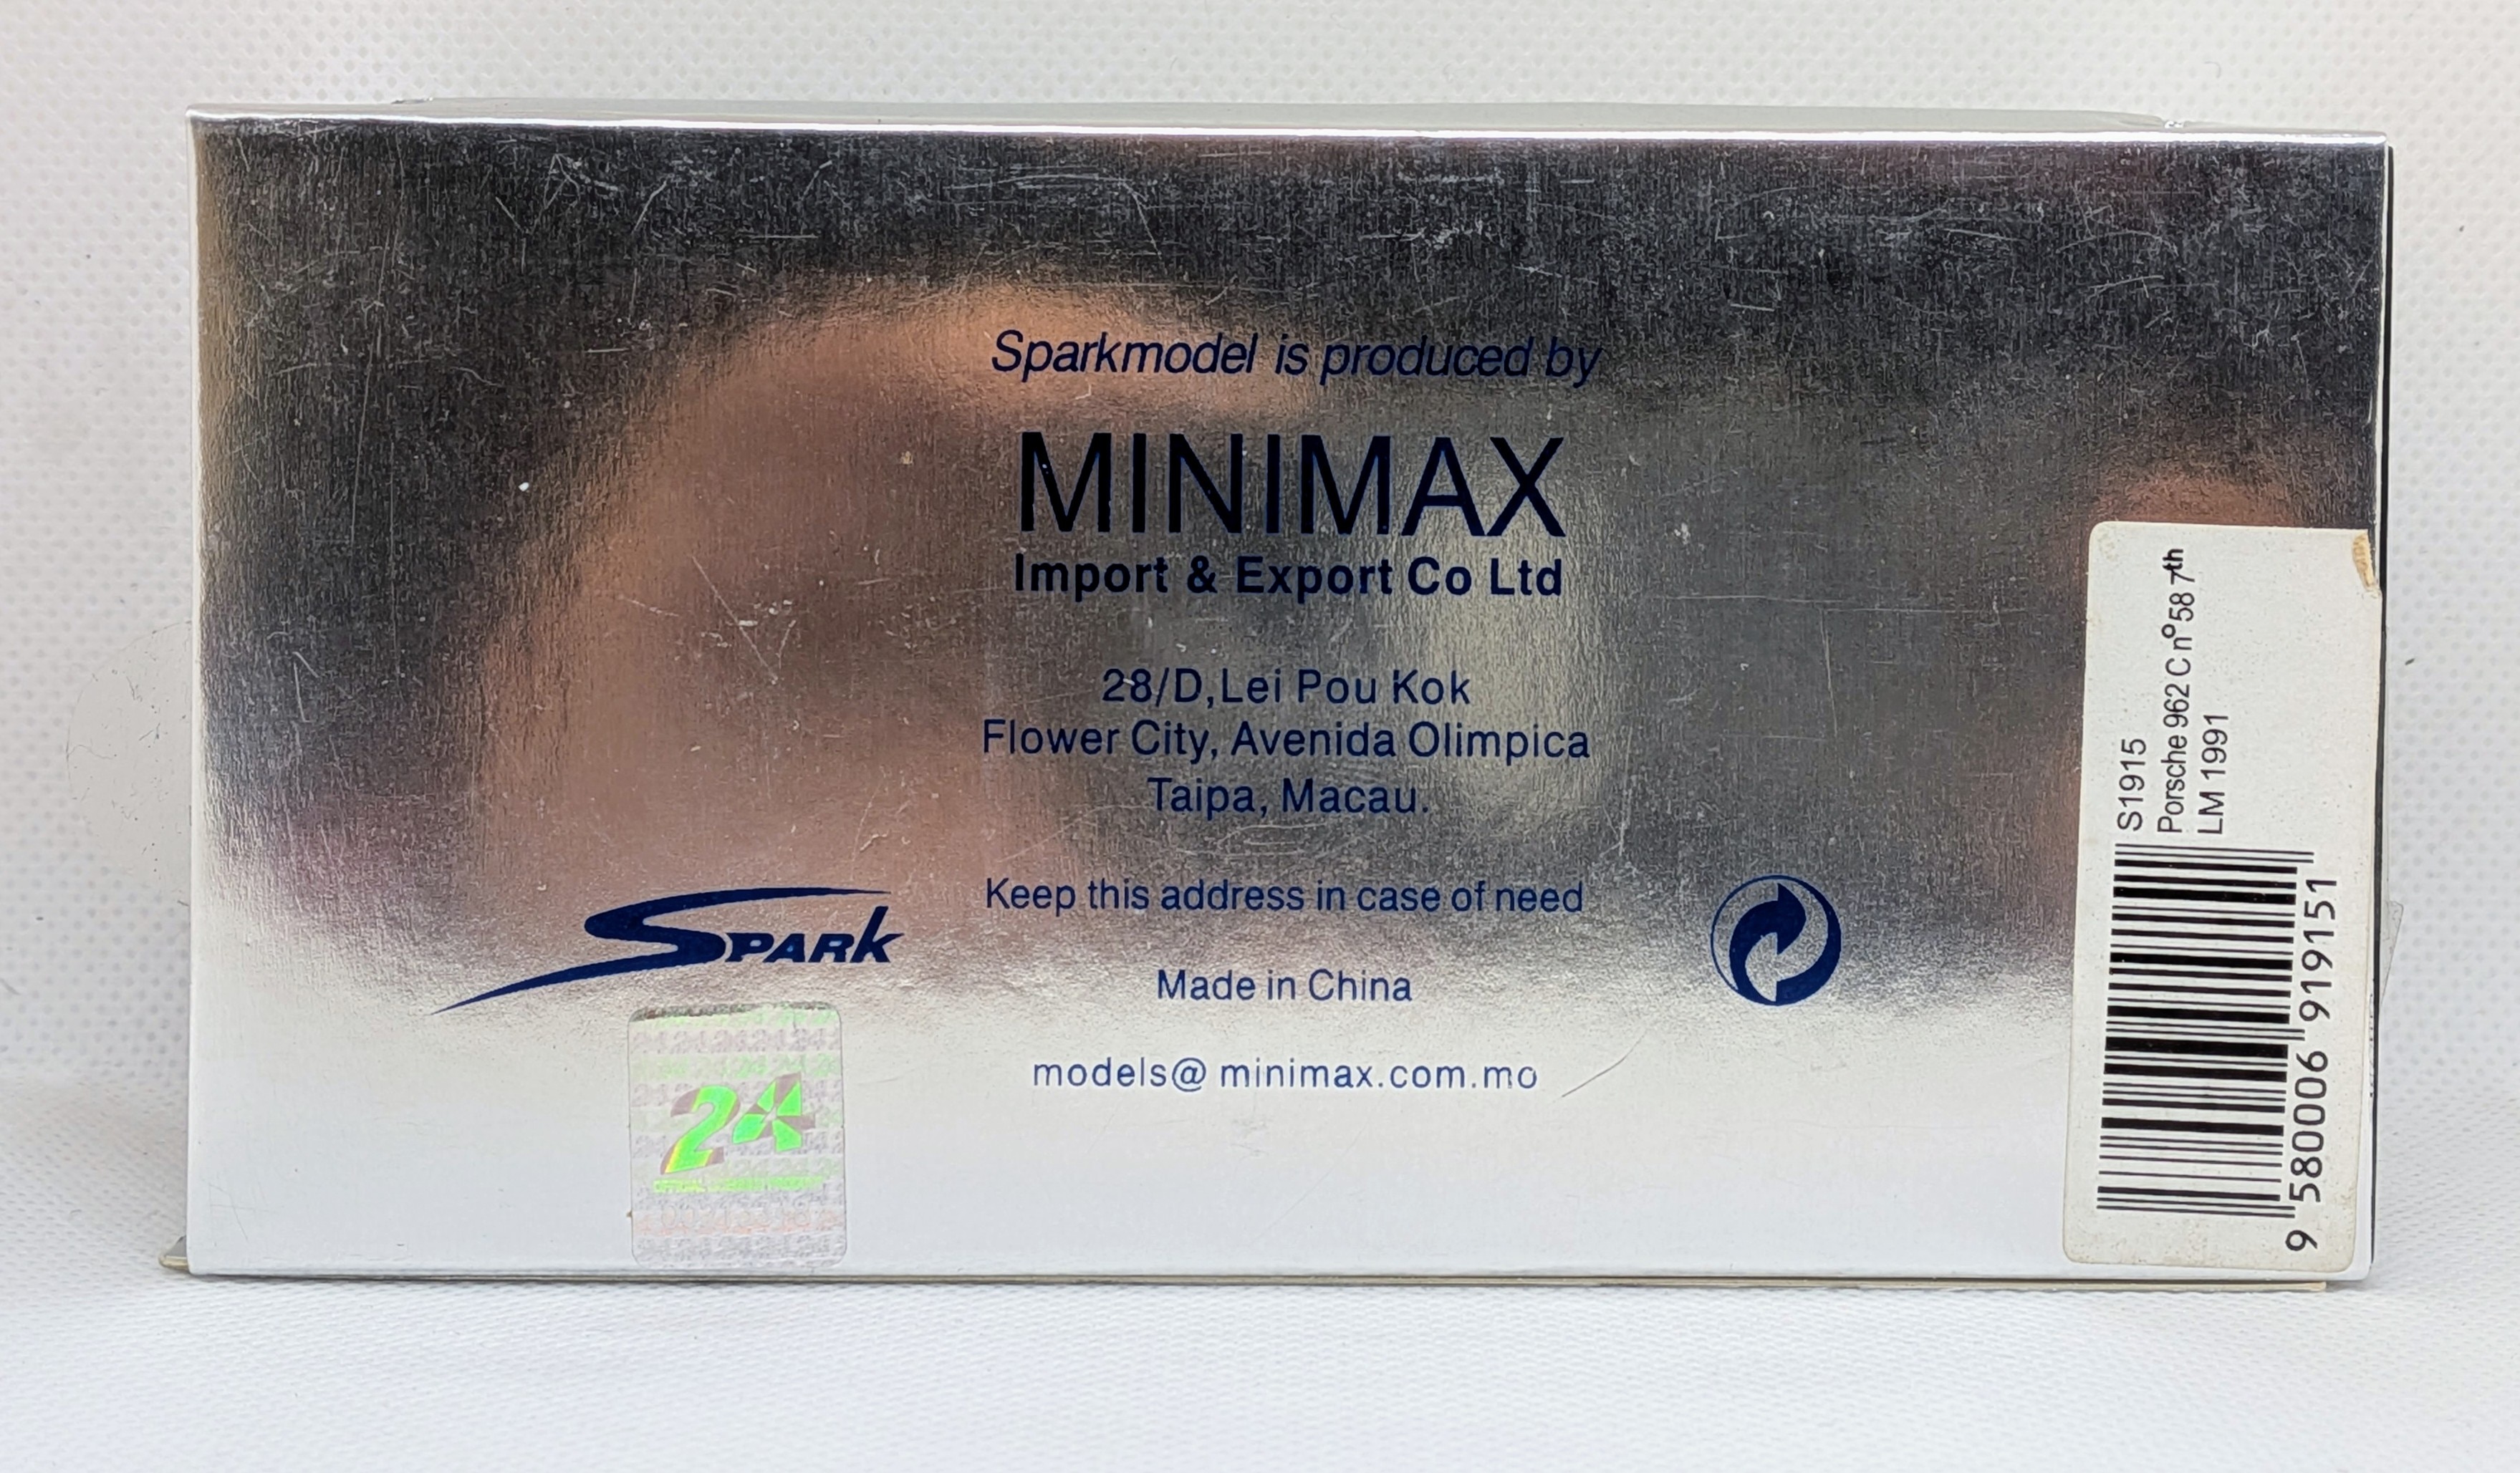 Sparkmodel is produced by
MINIMAX
Import & Export Co Ltd
28/D,Lei Pou Kok
Flower City, Avenida Olimpica
Taipa, Macau.
Keep this address in case of need
SPARK
Made in China
models@ minimax.com.mo
24
S1915
Porsche 962 C n°58 7th
LM 1991
9 580006 919151